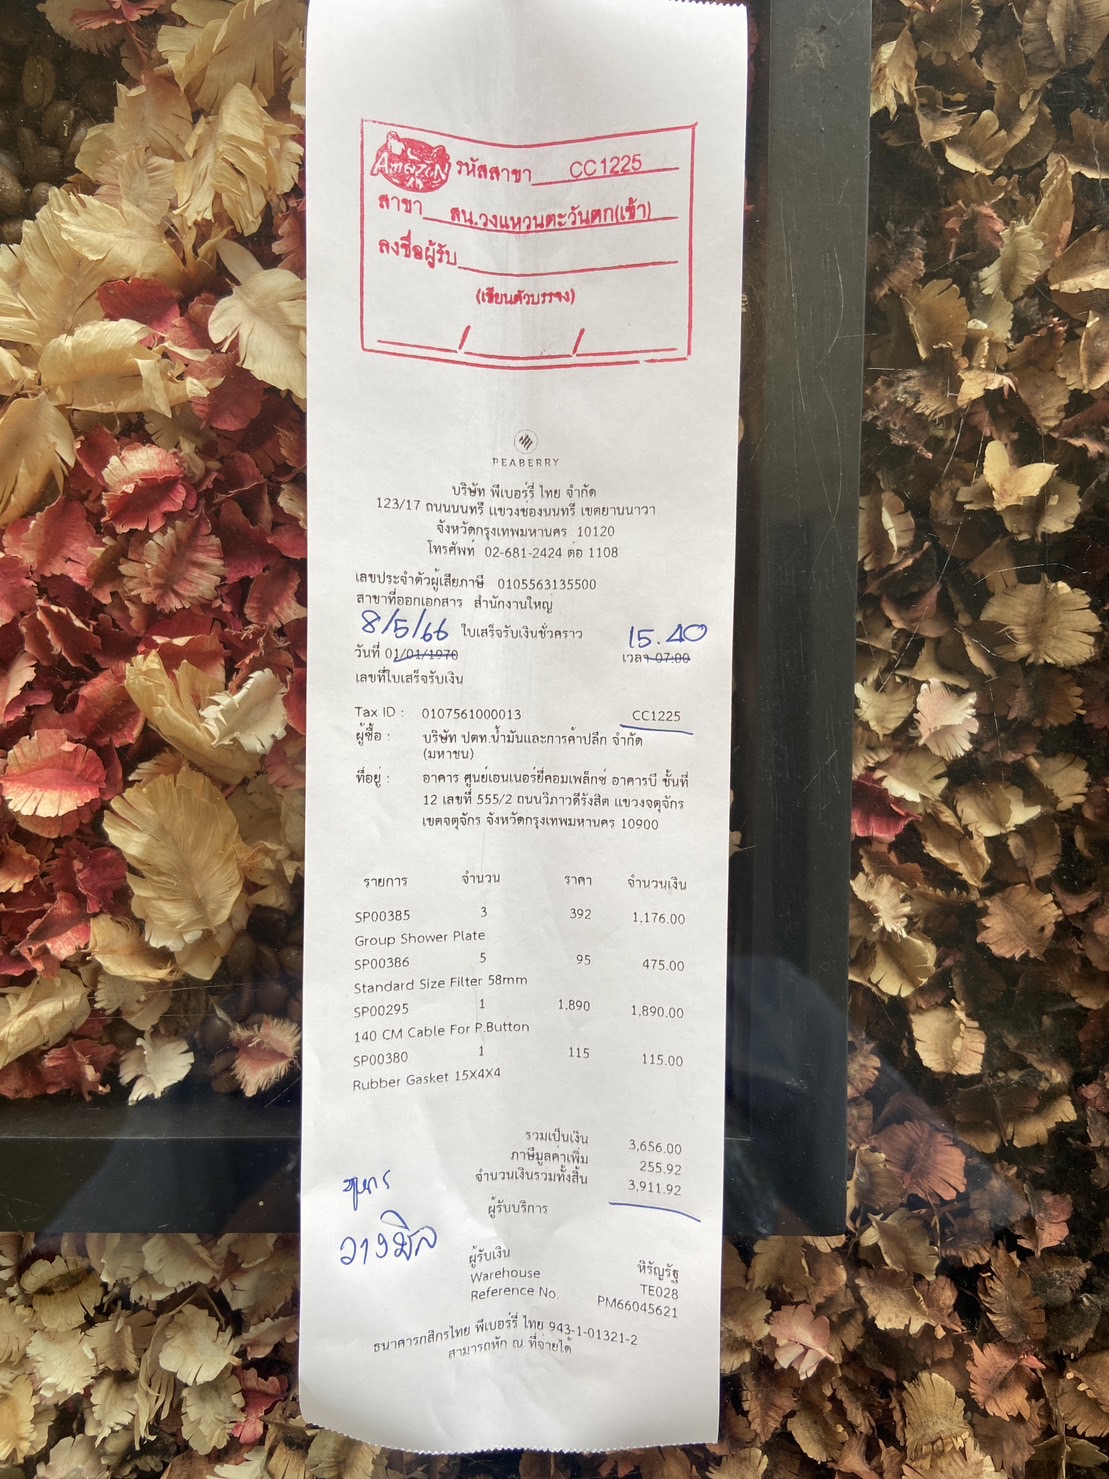 Amazon รหัสสาขา CC1225
สาขา สน.วงแหวนตะวันตก(เข้า)
ลงชื่อผู้รับ
(เขียนตัวบรรจง)
/ /
PEABERRY
บริษัท พีเบอร์รี่ ไทย จำกัด
123/17 ถนนนนทรี แขวงช่องนนทรี เขตยานนาวา
จังหวัดกรุงเทพมหานคร 10120
โทรศัพท์ 02-681-2424 ต่อ 1108
เลขประจำตัวผู้เสียภาษี 0105563135500
สาขาที่ออกเอกสาร สำนักงานใหญ่
8/5/66 ใบเสร็จรับเงินชั่วคราว 15.40
วันที่ 01/01/1970 เวลา 07:00
เลขที่ใบเสร็จรับเงิน
Tax ID : 0107561000013 CC1225
ผู้ซื้อ : บริษัท ปตท.น้ำมันและการค้าปลีก จำกัด
(มหาชน)
ที่อยู่ : อาคาร ศูนย์เอนเนอร์ยี่คอมเพล็กซ์ อาคารบี ชั้นที่
12 เลขที่ 555/2 ถนนวิภาวดีรังสิต แขวงจตุจักร
เขตจตุจักร จังหวัดกรุงเทพมหานคร 10900
รายการ จำนวน ราคา จำนวนเงิน
SP00385 3 392 1,176.00
Group Shower Plate
SP00386 5 95 475.00
Standard Size Filter 58mm
SP00295 1 1,890 1,890.00
140 CM Cable For P.Button
SP00380 1 115 115.00
Rubber Gasket 15X4X4
รวมเป็นเงิน 3,656.00
ภาษีมูลค่าเพิ่ม 255.92
จำนวนเงินรวมทั้งสิ้น 3,911.92
ผู้รับบริการ
วางบิล
ผู้รับเงิน หิรัญรัฐ
Warehouse TE028
Reference No. PM66045621
ธนาคารกสิกรไทย พีเบอร์รี่ ไทย 943-1-01321-2
สามารถหัก ณ ที่จ่ายได้